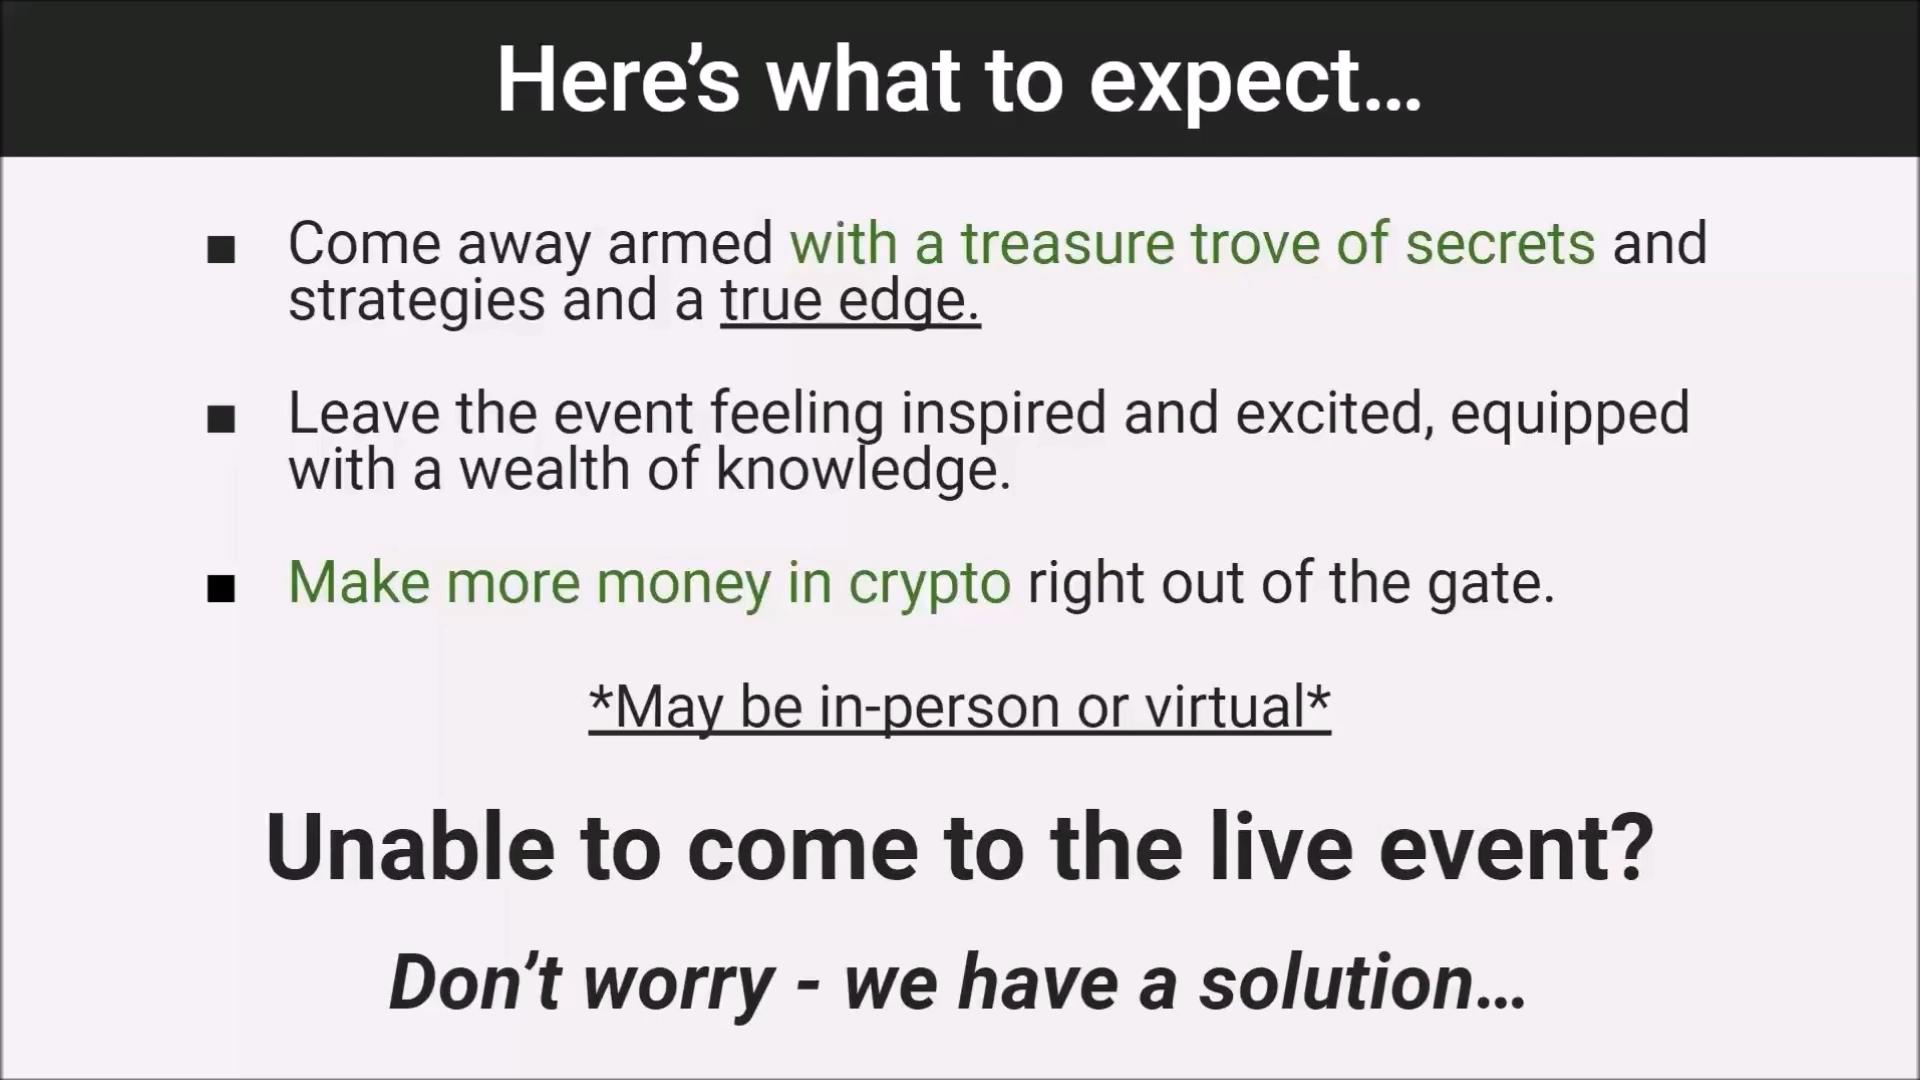 Here’s what to expect...
■ Come away armed with a treasure trove of secrets and
strategies and a true edge.
■ Leave the event feeling inspired and excited, equipped
with a wealth of knowledge.
■ Make more money in crypto right out of the gate.
*May be in-person or virtual*
Unable to come to the live event?
Don’t worry - we have a solution...